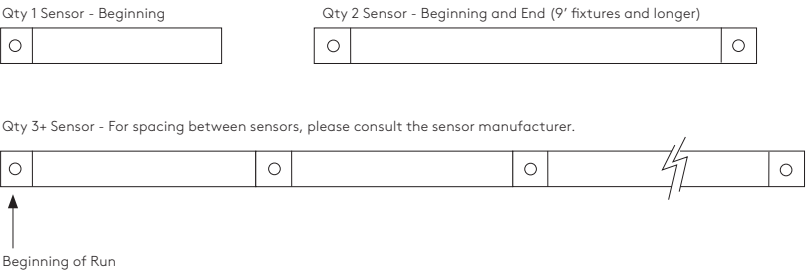 Qty 1 Sensor - Beginning
Qty 2 Sensor - Beginning and End (9’ fixtures and longer)
Qty 3+ Sensor - For spacing between sensors, please consult the sensor manufacturer.
Beginning of Run